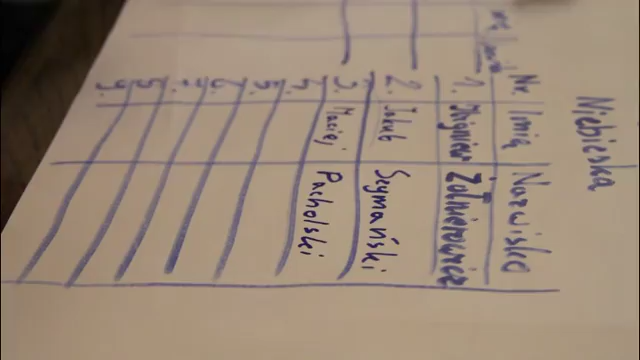 Niebieska
Nr. Imię Nazwisko
1. Zbigniew Żołnierowicz
2. Jakub Szymański
3. Maciej Pacholski
4.
5.
6.
7.
8.
9.